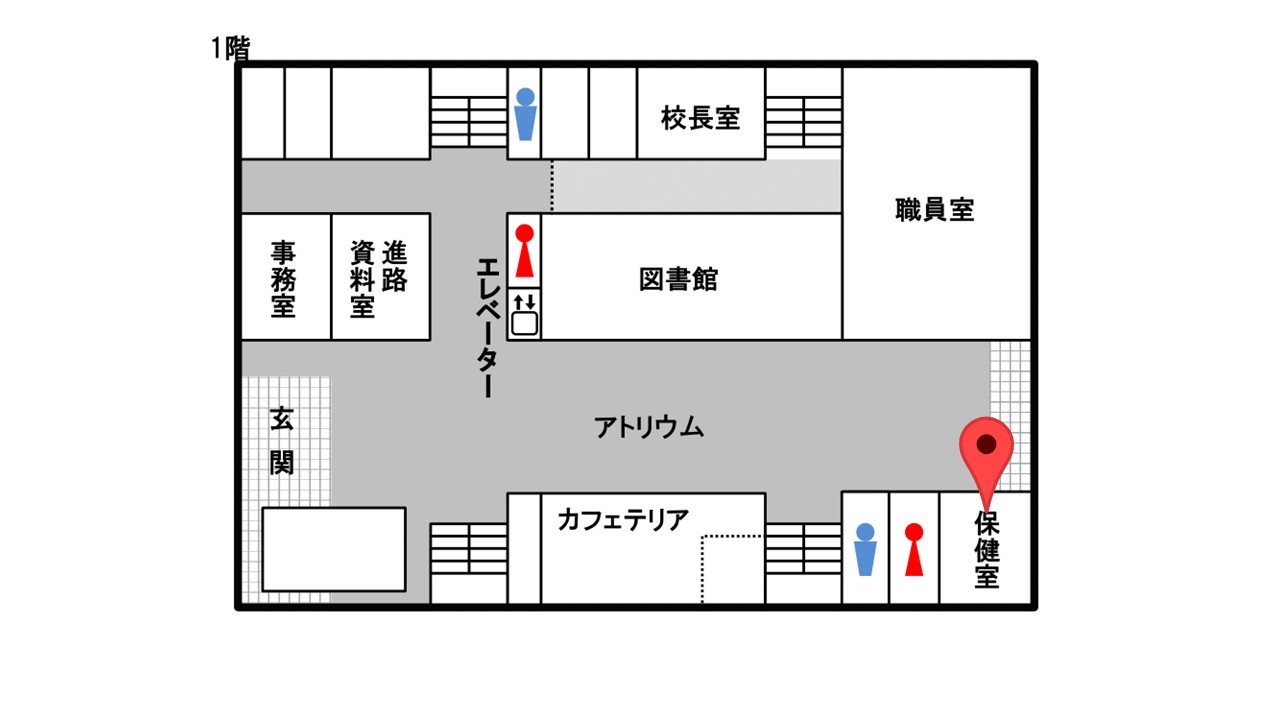 1階
校長室
職員室
事務室
進路
資料室
エレベーター
図書館
玄関
アトリウム
カフェテリア
保健室